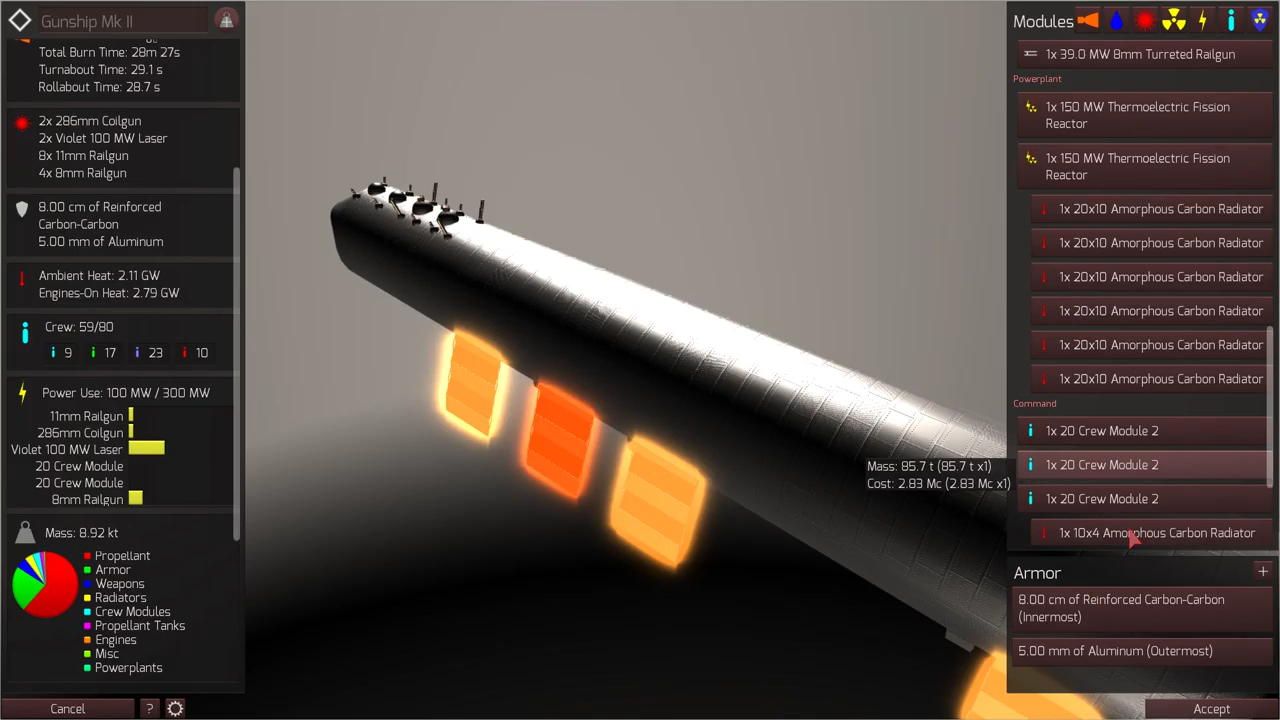 Gunship Mk II
Total Burn Time: 28m 27s
Turnabout Time: 29.1 s
Rollabout Time: 28.7 s
2x 286mm Coilgun
2x Violet 100 MW Laser
8x 11mm Railgun
4x 8mm Railgun
8.00 cm of Reinforced
Carbon-Carbon
5.00 mm of Aluminum
Ambient Heat: 2.11 GW
Engines-On Heat: 2.79 GW
Crew: 59/80
9 17 23 10
Power Use: 100 MW / 300 MW
11mm Railgun
286mm Coilgun
Violet 100 MW Laser
20 Crew Module
20 Crew Module
8mm Railgun
Mass: 8.92 kt
Propellant
Armor
Weapons
Radiators
Crew Modules
Propellant Tanks
Engines
Misc
Powerplants
Cancel
?
Mass: 85.7 t (85.7 t x1)
Cost: 2.83 Mc (2.83 Mc x1)
Modules
1x 39.0 MW 8mm Turreted Railgun
Powerplant
1x 150 MW Thermoelectric Fission
Reactor
1x 150 MW Thermoelectric Fission
Reactor
1x 20x10 Amorphous Carbon Radiator
1x 20x10 Amorphous Carbon Radiator
1x 20x10 Amorphous Carbon Radiator
1x 20x10 Amorphous Carbon Radiator
1x 20x10 Amorphous Carbon Radiator
1x 20x10 Amorphous Carbon Radiator
Command
1x 20 Crew Module 2
1x 20 Crew Module 2
1x 20 Crew Module 2
1x 10x4 Amorphous Carbon Radiator
Armor +
8.00 cm of Reinforced Carbon-Carbon
(Innermost)
5.00 mm of Aluminum (Outermost)
Accept